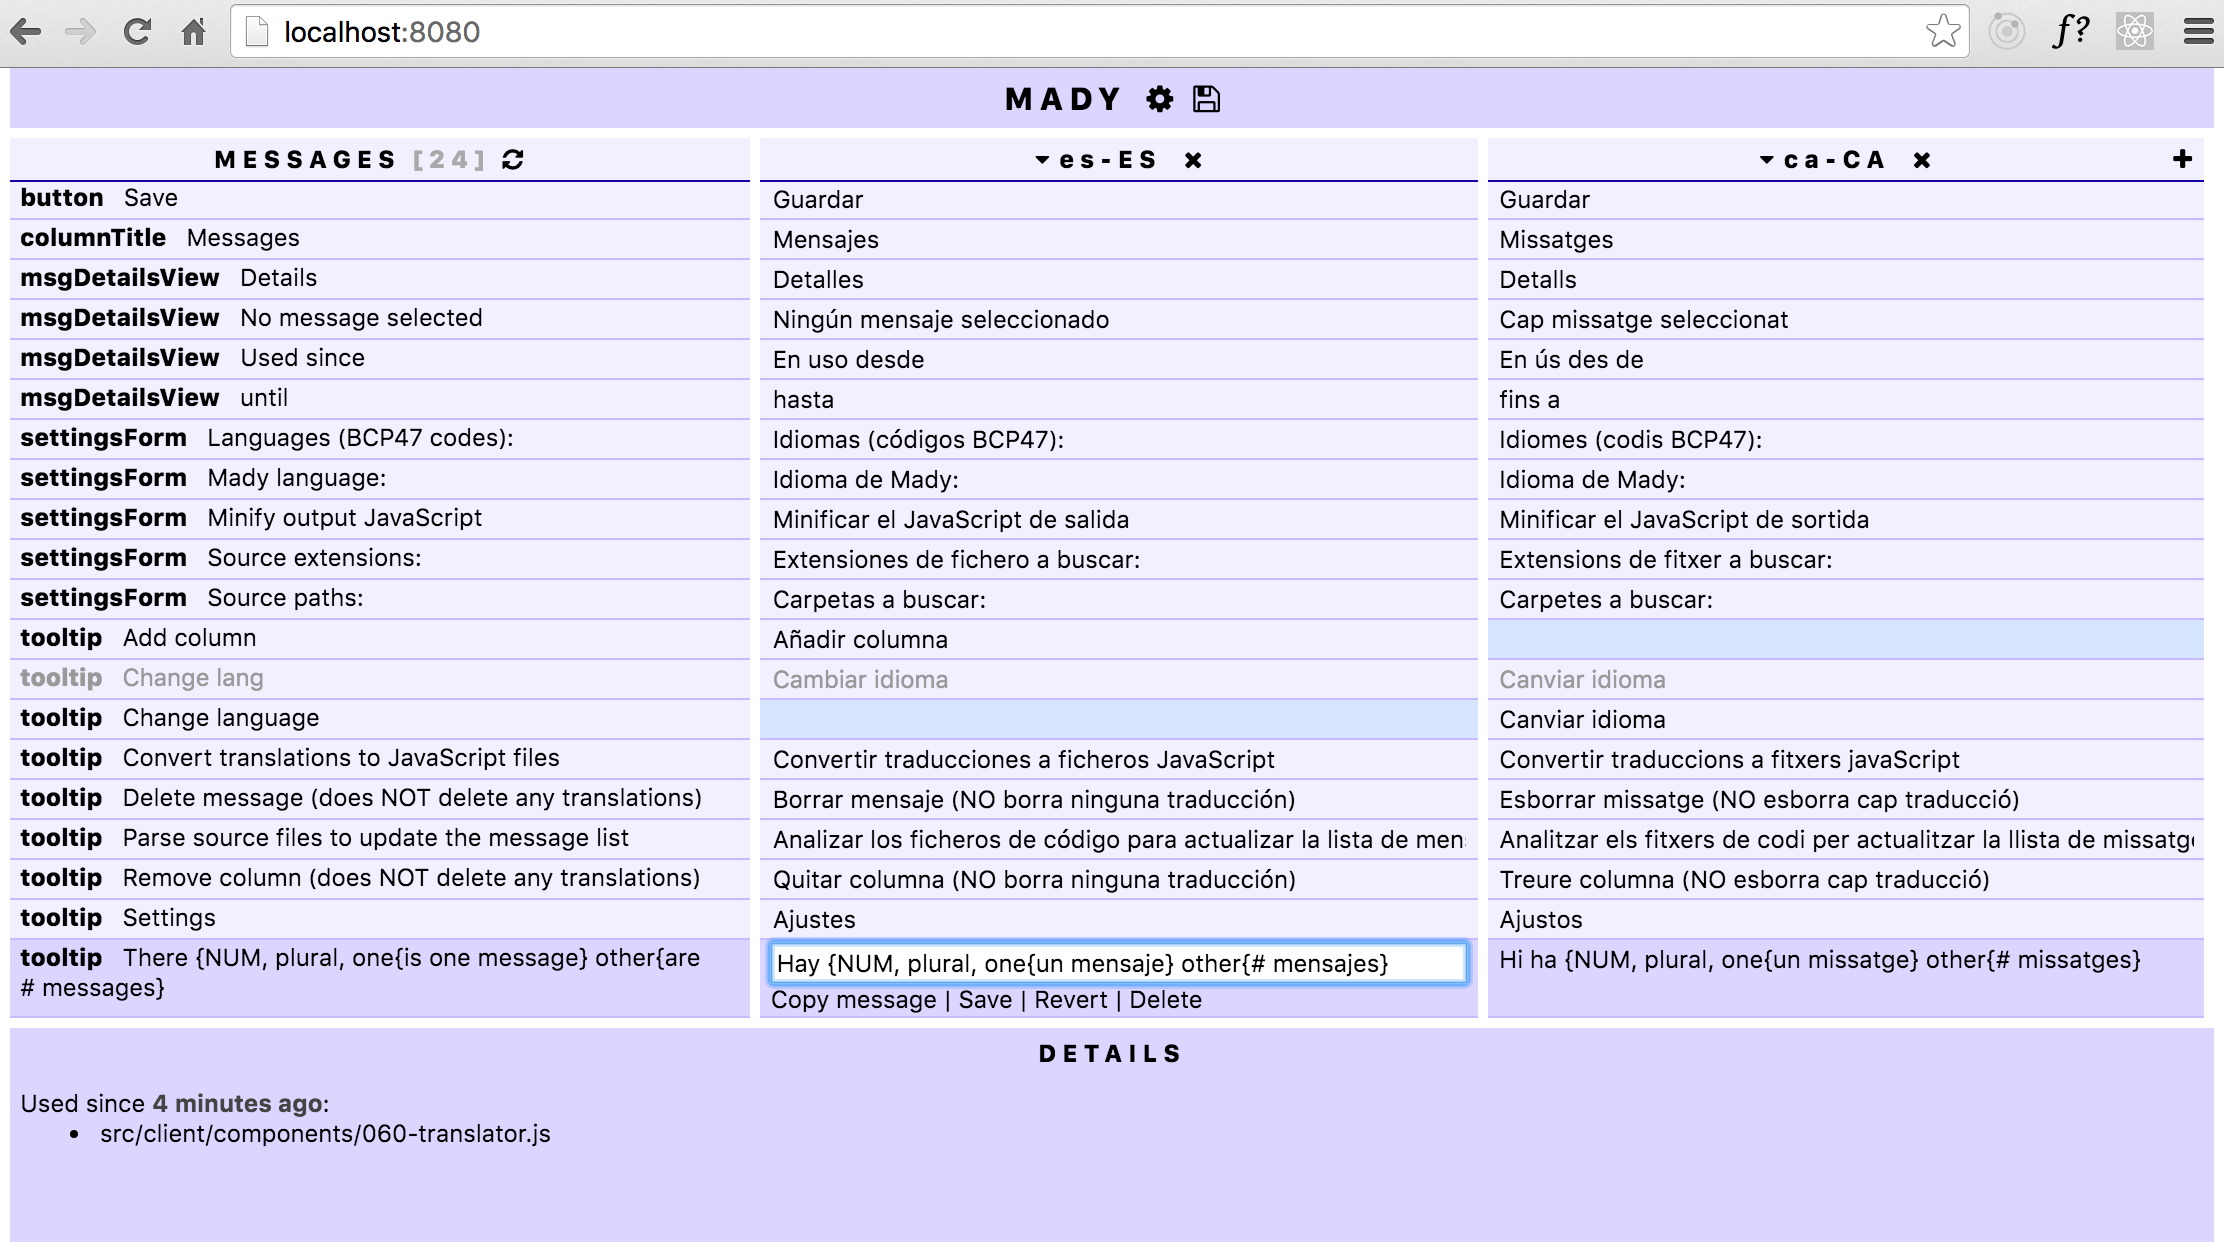 localhost:8080
f?
MADY
MESSAGES [24]
es-ES
ca-CA
button Save
Guardar
Guardar
columnTitle Messages
Mensajes
Missatges
msgDetailsView Details
Detalles
Detalls
msgDetailsView No message selected
Ningún mensaje seleccionado
Cap missatge seleccionat
msgDetailsView Used since
En uso desde
En ús des de
msgDetailsView until
hasta
fins a
settingsForm Languages (BCP47 codes):
Idiomas (códigos BCP47):
Idiomes (codis BCP47):
settingsForm Mady language:
Idioma de Mady:
Idioma de Mady:
settingsForm Minify output JavaScript
Minificar el JavaScript de salida
Minificar el JavaScript de sortida
settingsForm Source extensions:
Extensiones de fichero a buscar:
Extensions de fitxer a buscar:
settingsForm Source paths:
Carpetas a buscar:
Carpetes a buscar:
tooltip Add column
Añadir columna
tooltip Change lang
Cambiar idioma
Canviar idioma
tooltip Change language
Canviar idioma
tooltip Convert translations to JavaScript files
Convertir traducciones a ficheros JavaScript
Convertir traduccions a fitxers javaScript
tooltip Delete message (does NOT delete any translations)
Borrar mensaje (NO borra ninguna traducción)
Esborrar missatge (NO esborra cap traducció)
tooltip Parse source files to update the message list
Analizar los ficheros de código para actualizar la lista de men
Analitzar els fitxers de codi per actualitzar la llista de missatg
tooltip Remove column (does NOT delete any translations)
Quitar columna (NO borra ninguna traducción)
Treure columna (NO esborra cap traducció)
tooltip Settings
Ajustes
Ajustos
tooltip There {NUM, plural, one{is one message} other{are
# messages}
Hay {NUM, plural, one{un mensaje} other{# mensajes}
Copy message | Save | Revert | Delete
Hi ha {NUM, plural, one{un missatge} other{# missatges}
DETAILS
Used since 4 minutes ago:
• src/client/components/060-translator.js